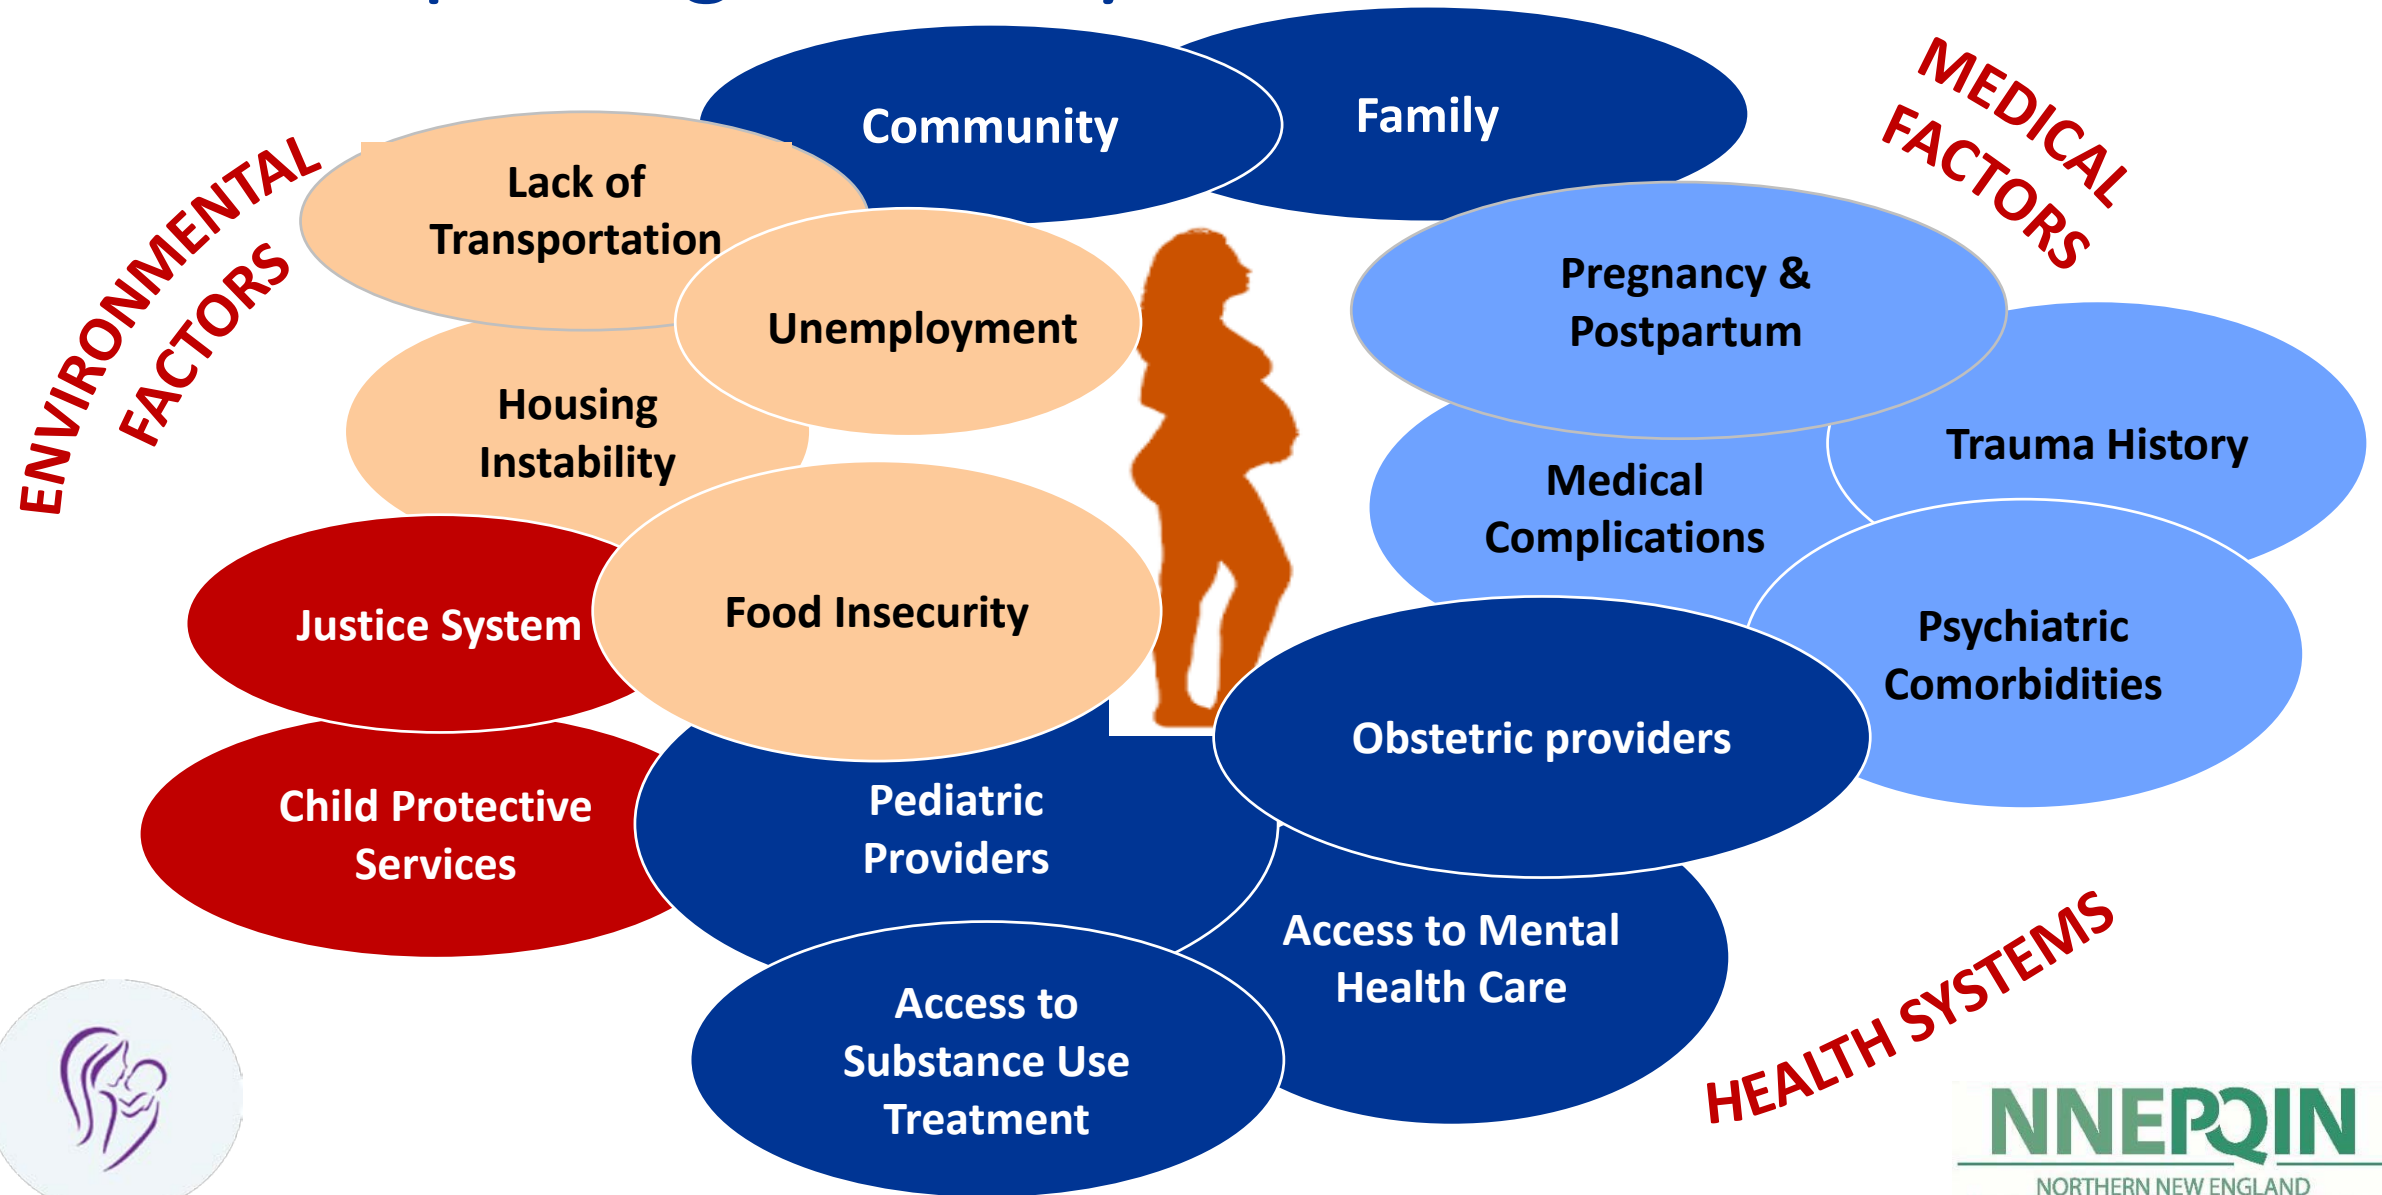 Community
Family
MEDICAL
FACTORS
ENVIRONMENTAL
FACTORS
Lack of
Transportation
Unemployment
Pregnancy &
Postpartum
Housing
Instability
Trauma History
Medical
Complications
Justice System
Food Insecurity
Psychiatric
Comorbidities
Obstetric providers
Child Protective
Services
Pediatric
Providers
Access to Mental
Health Care
Access to
Substance Use
Treatment
HEALTH SYSTEMS
NNEPQIN
NORTHERN NEW ENGLAND